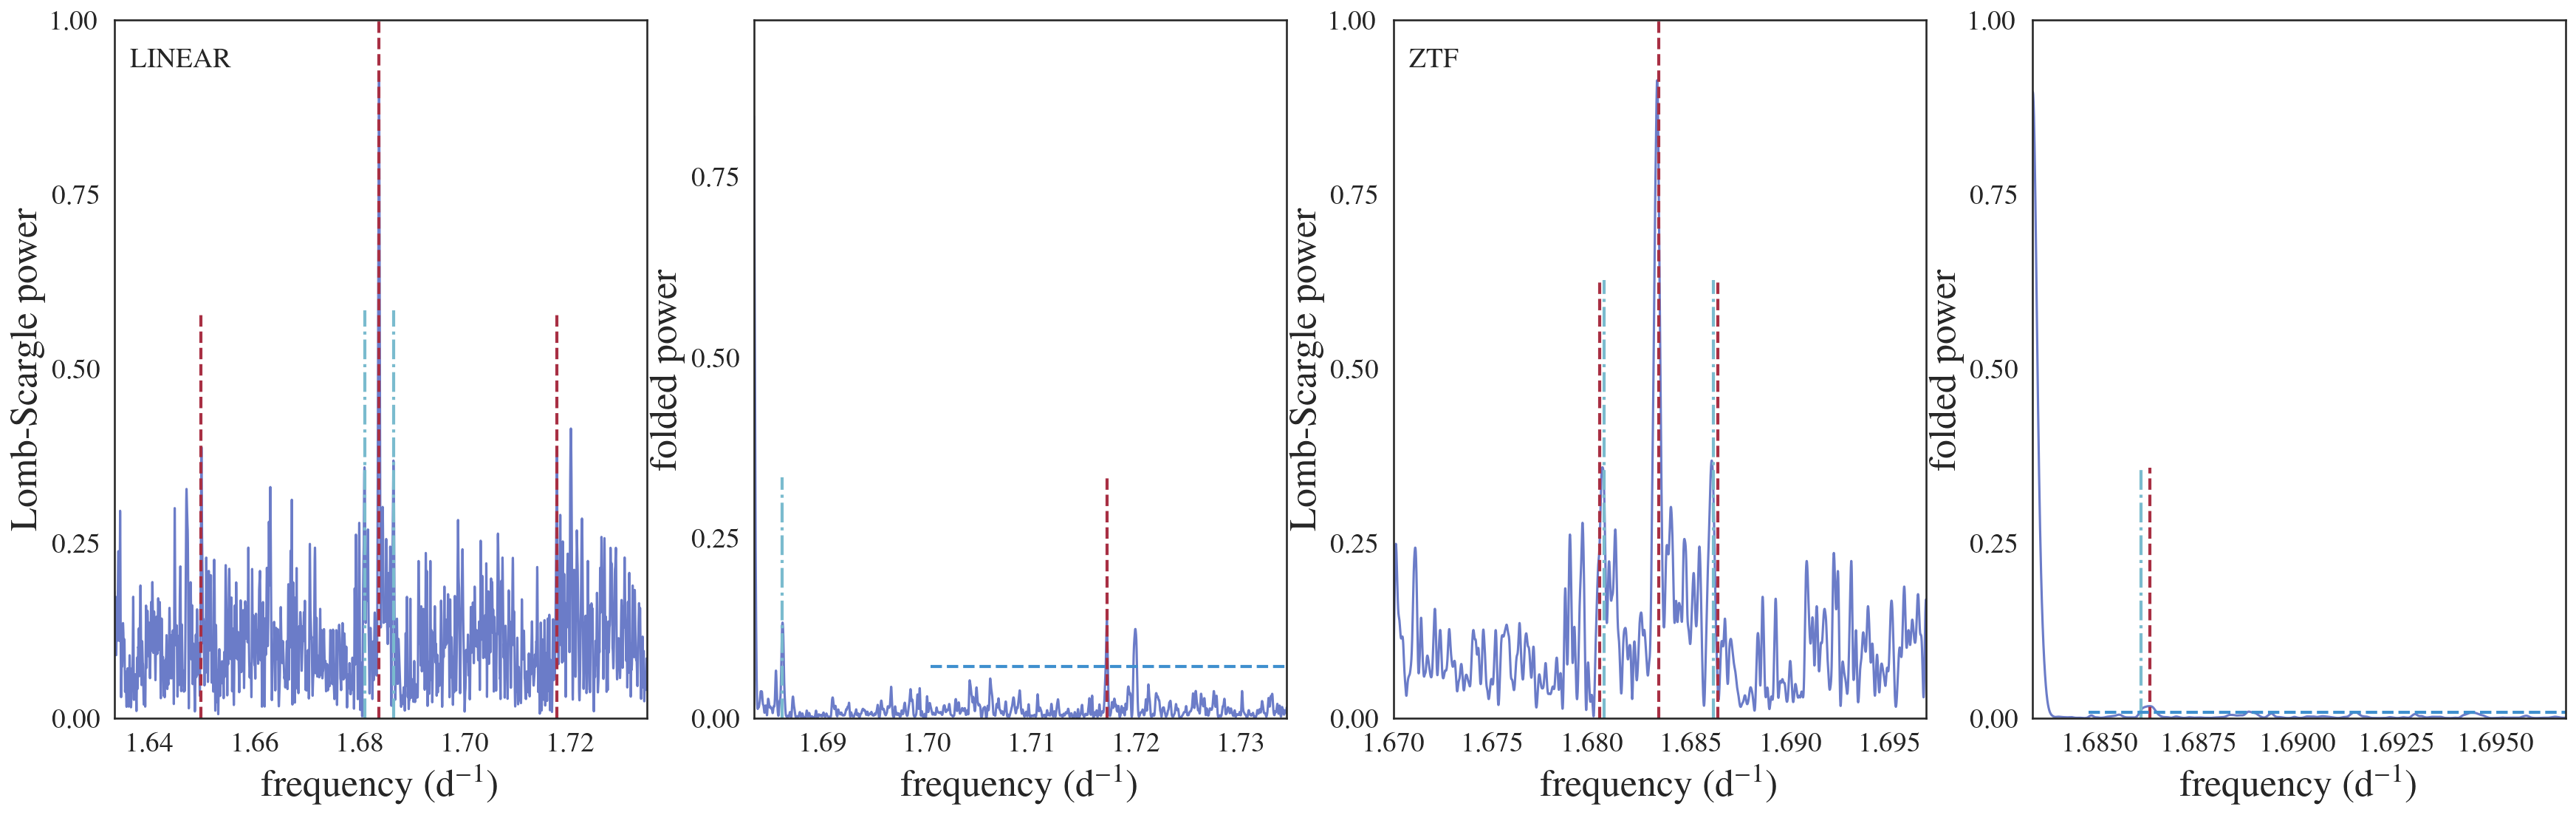 LINEAR
Lomb-Scargle power
1.00
0.75
0.50
0.25
0.00
1.64 1.66 1.68 1.70 1.72
frequency (d⁻¹)
folded power
0.75
0.50
0.25
0.00
1.69 1.70 1.71 1.72 1.73
frequency (d⁻¹)
ZTF
Lomb-Scargle power
1.00
0.75
0.50
0.25
0.00
1.670 1.675 1.680 1.685 1.690 1.695
frequency (d⁻¹)
folded power
1.00
0.75
0.50
0.25
0.00
1.6850 1.6875 1.6900 1.6925 1.6950
frequency (d⁻¹)